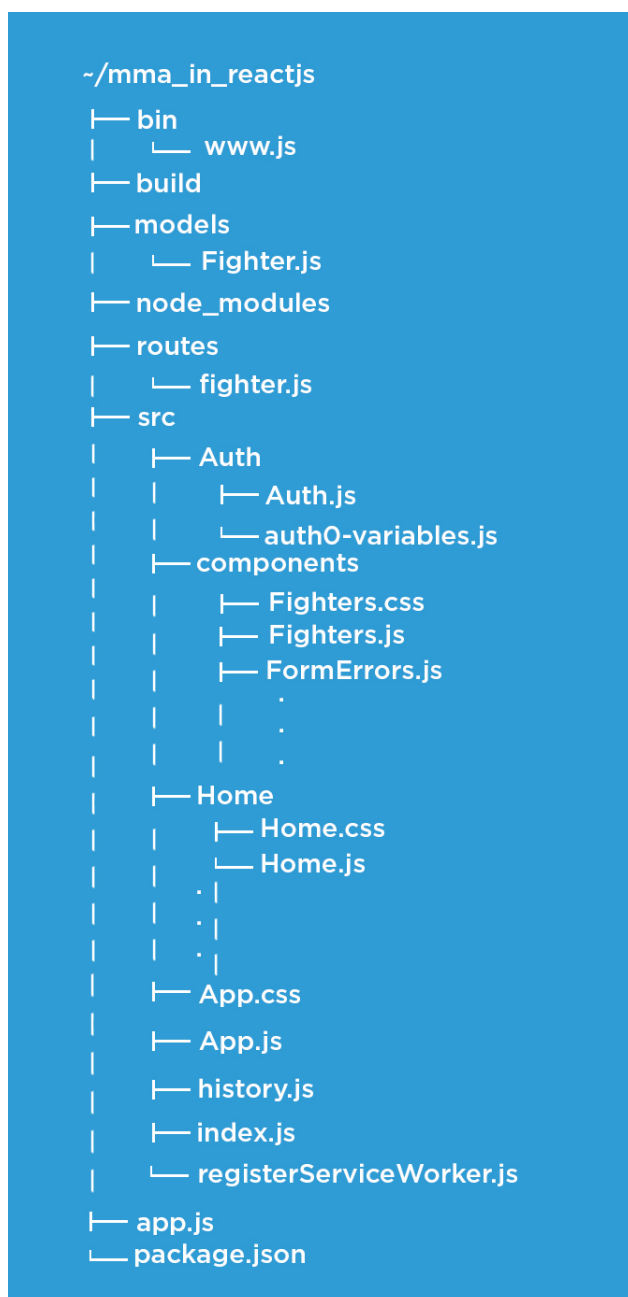 ~/mma_in_reactjs
├── bin
|   └── www.js
├── build
├── models
|   └── Fighter.js
├── node_modules
├── routes
|   └── fighter.js
├── src
|   ├── Auth
|   |   ├── Auth.js
|   |   └── auth0-variables.js
|   ├── components
|   |   ├── Fighters.css
|   |   ├── Fighters.js
|   |   ├── FormErrors.js
|   |   |   .
|   |   |   .
|   |   |   .
|   ├── Home
|   |   ├── Home.css
|   |   └── Home.js
|   | . |
|   | . |
|   | . |
|   ├── App.css
|   ├── App.js
|   ├── history.js
|   ├── index.js
|   └── registerServiceWorker.js
├── app.js
└── package.json